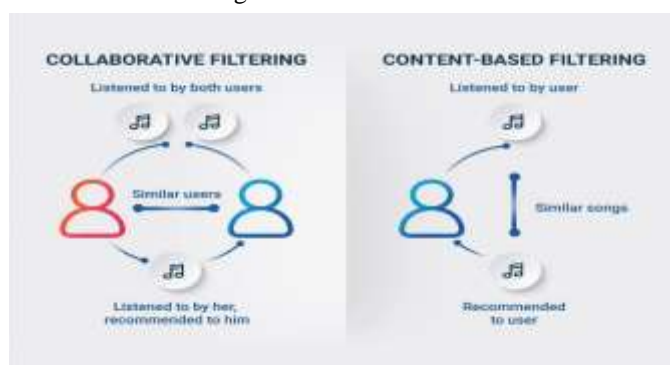 COLLABORATIVE FILTERING
Listened to by both users
Similar users
Listened to by her,
recommended to him
CONTENT-BASED FILTERING
Listened to by user
Similar songs
Recommended
to user